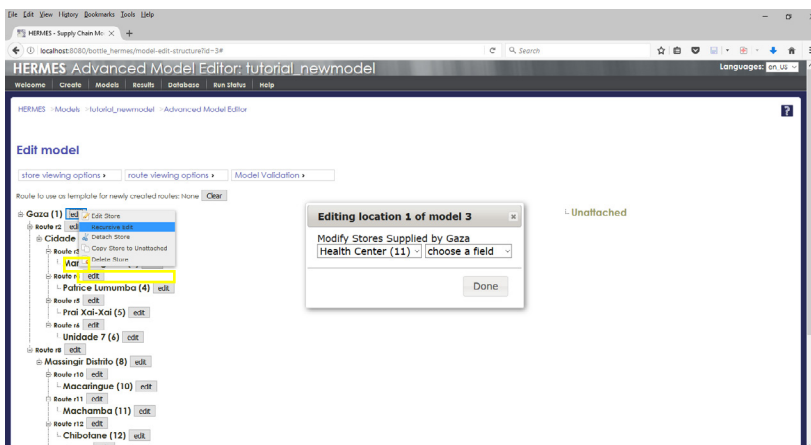 File Edit View History Bookmarks Tools Help
HERMES - Supply Chain Mo
localhost:8080/bottle_hermes/model-edit-structure?id=3#
Search
HERMES Advanced Model Editor: tutorial_newmodel
Languages: en_US
Welcome Create Models Results Database Run Status Help
HERMES >Models >tutorial_newmodel >Advanced Model Editor
?
Edit model
store viewing options › route viewing options › Model Validation ›
Route to use as template for newly created routes: None Clear
Gaza (1)
Edit Store
Recursive Edit
Detach Store
Copy Store to Unattached
Delete Store
Route r2
Cidade
Route r5 edit
Patrice Lumumba (4) edit
Prai Xai-Xai (5) edit
Route r6 edit
Unidade 7 (6) edit
Route r8 edit
Massingir Distrito (8) edit
Route r10 edit
Macaringue (10) edit
Route r11 edit
Machamba (11) edit
Route r12 edit
Chibotane (12) edit
Editing location 1 of model 3 x
Modify Stores Supplied by Gaza
Health Center (11) choose a field
Done
Unattached